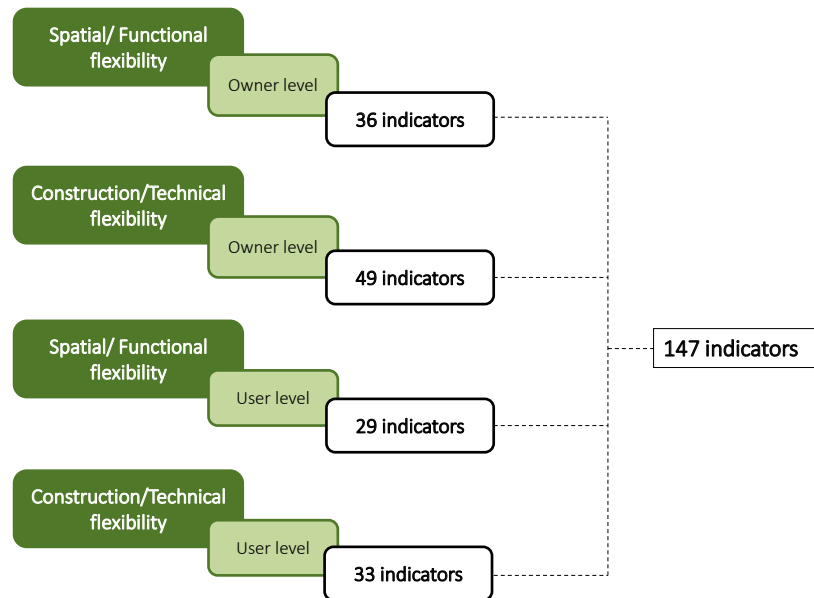 Spatial/ Functional
flexibility
Owner level
36 indicators
Construction/Technical
flexibility
Owner level
49 indicators
Spatial/ Functional
flexibility
User level
29 indicators
Construction/Technical
flexibility
User level
33 indicators
147 indicators